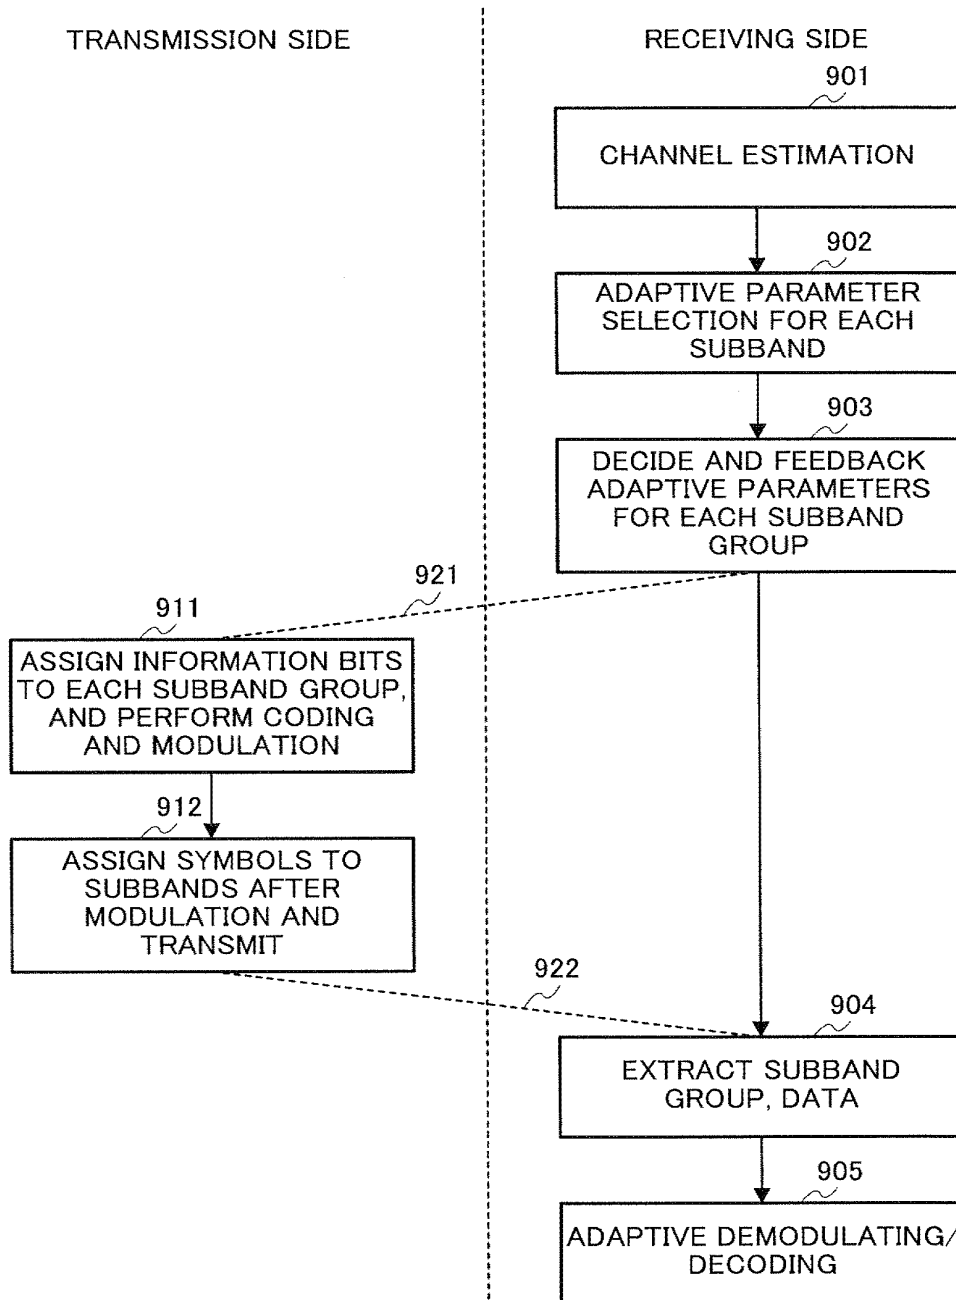 TRANSMISSION SIDE
RECEIVING SIDE
901
CHANNEL ESTIMATION
902
ADAPTIVE PARAMETER
SELECTION FOR EACH
SUBBAND
903
DECIDE AND FEEDBACK
ADAPTIVE PARAMETERS
FOR EACH SUBBAND
GROUP
921
911
ASSIGN INFORMATION BITS
TO EACH SUBBAND GROUP,
AND PERFORM CODING
AND MODULATION
912
ASSIGN SYMBOLS TO
SUBBANDS AFTER
MODULATION AND
TRANSMIT
922
904
EXTRACT SUBBAND
GROUP, DATA
905
ADAPTIVE DEMODULATING/
DECODING